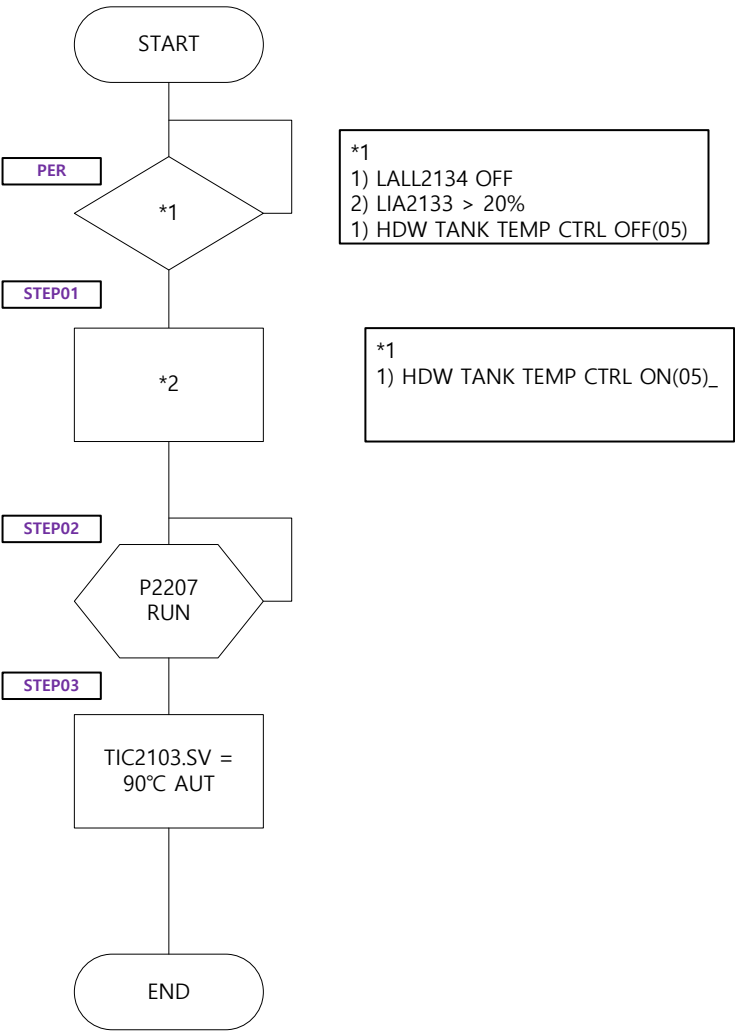 START
PER
*1
*1
1) LALL2134 OFF
2) LIA2133 > 20%
1) HDW TANK TEMP CTRL OFF(05)
STEP01
*2
*1
1) HDW TANK TEMP CTRL ON(05)_
STEP02
P2207
RUN
STEP03
TIC2103.SV =
90℃ AUT
END